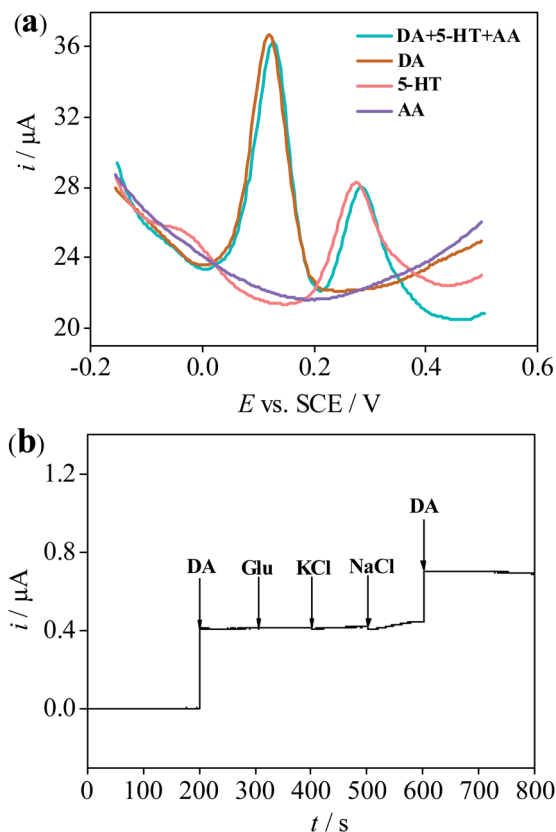 (a)
DA+5-HT+AA
DA
5-HT
AA
36
32
28
24
20
i / μA
-0.2 0.0 0.2 0.4 0.6
E vs. SCE / V
(b)
1.2
0.8
0.4
0.0
i / μA
DA Glu KCl NaCl DA
0 100 200 300 400 500 600 700 800
t / s